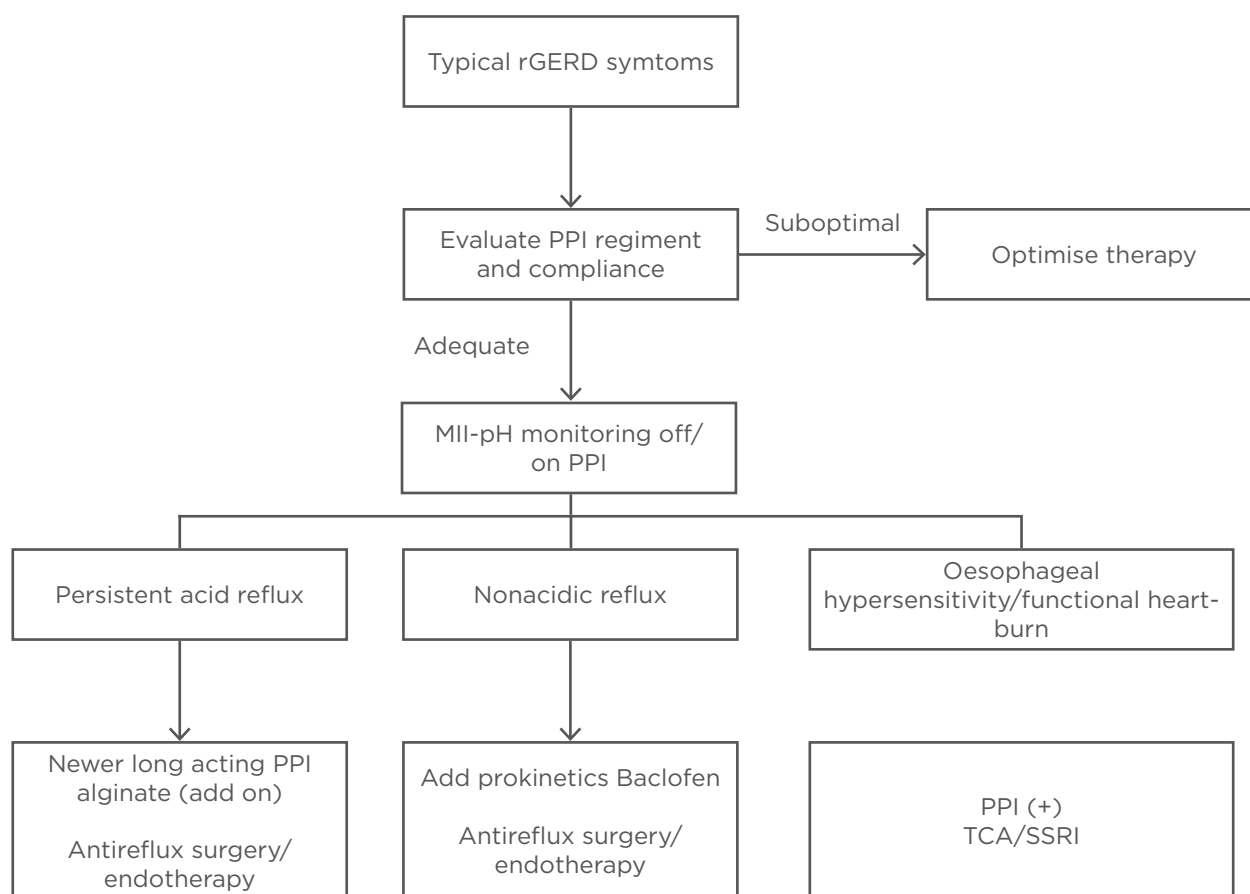 Typical rGERD symtoms
Evaluate PPI regiment
and compliance
Suboptimal
Optimise therapy
Adequate
MII-pH monitoring off/
on PPI
Persistent acid reflux
Nonacidic reflux
Oesophageal
hypersensitivity/functional heart-
burn
Newer long acting PPI
alginate (add on)
Antireflux surgery/
endotherapy
Add prokinetics Baclofen
Antireflux surgery/
endotherapy
PPI (+)
TCA/SSRI